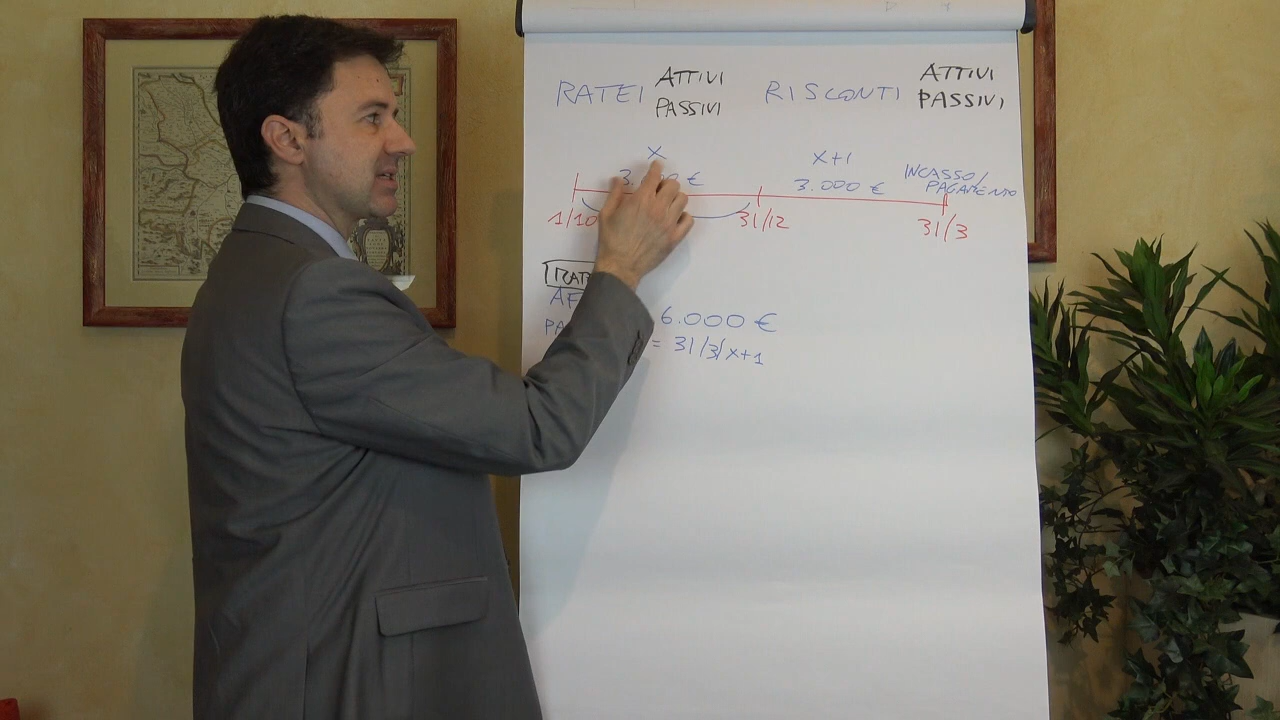 RATEI ATTIVI PASSIVI
RISCONTI ATTIVI PASSIVI
X
X+1
3.000 €
INCASSO/ PAGAMENTO
1/10 31/12 31/3
6.000 €
= 31/3/X+1